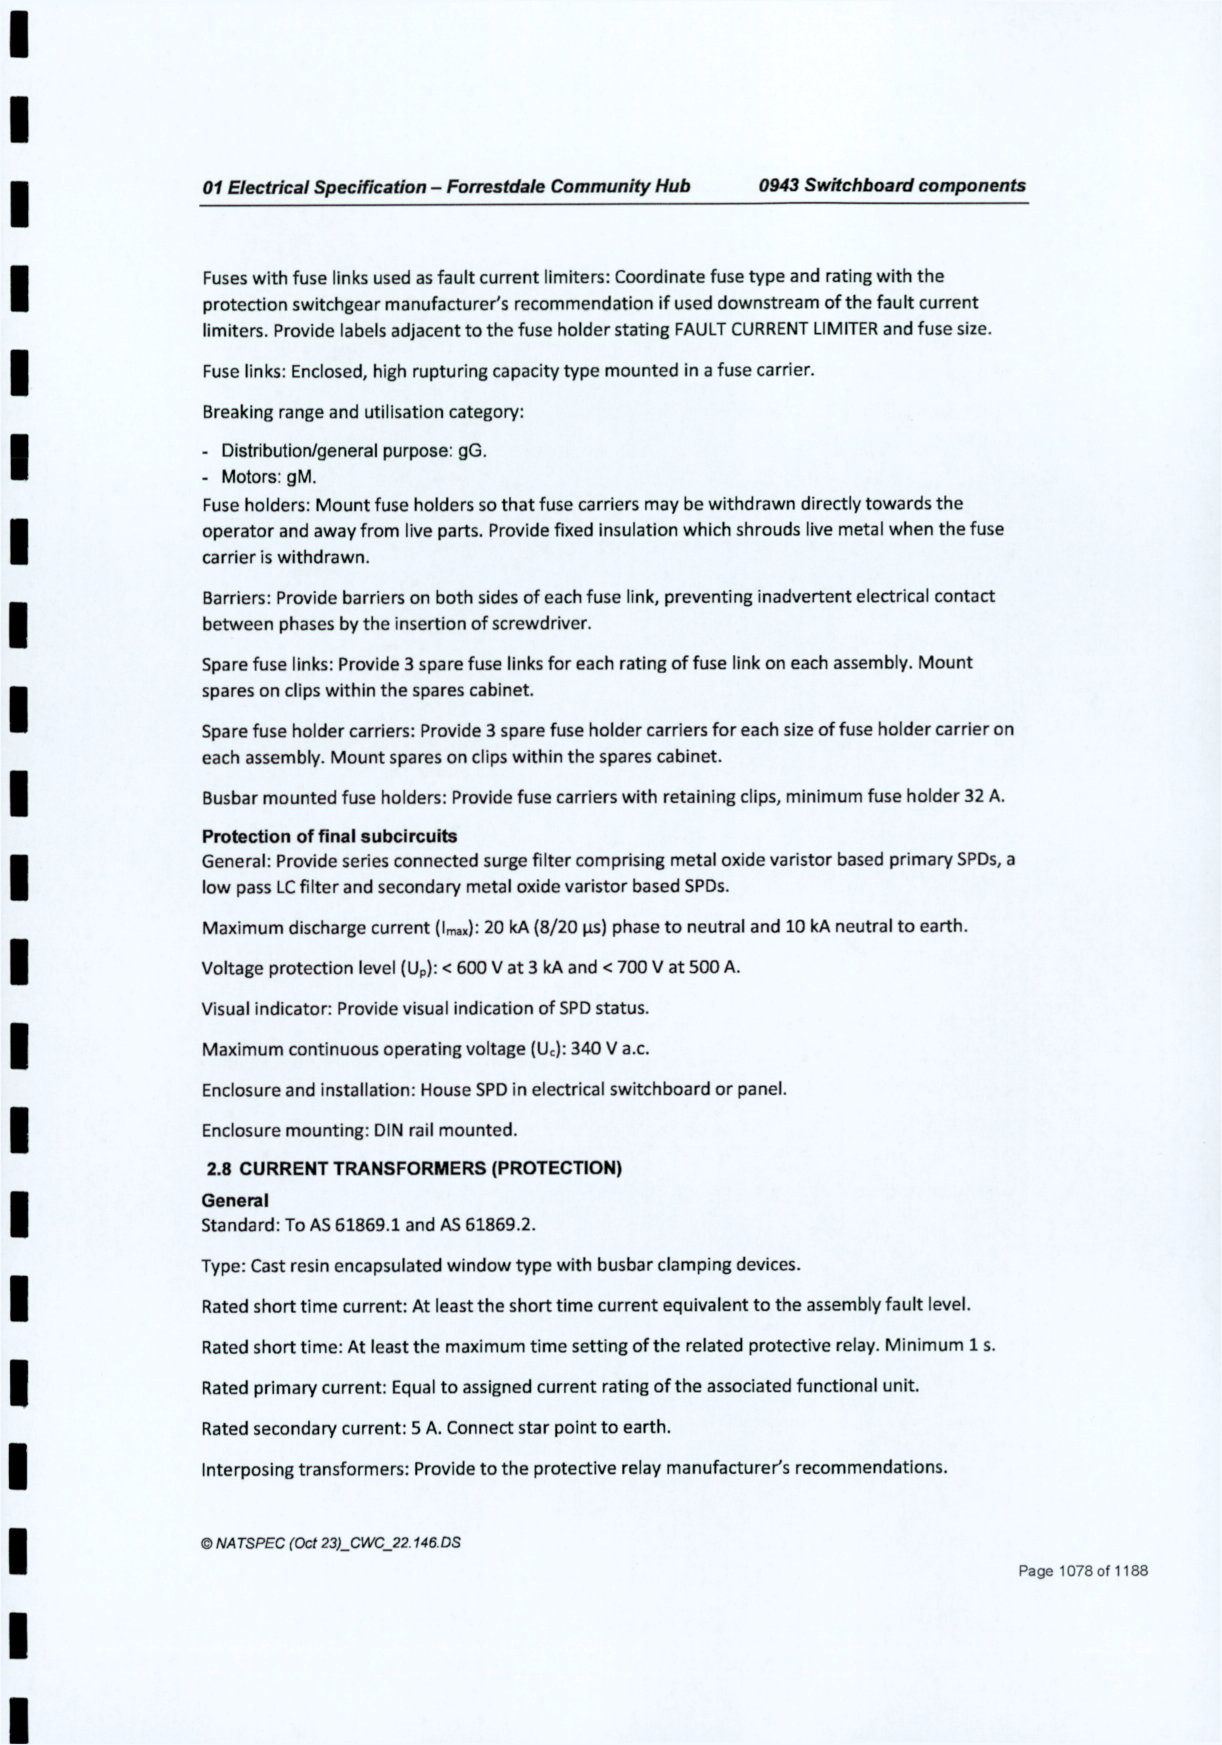 01 Electrical Specification – Forrestdale Community Hub 0943 Switchboard components
Fuses with fuse links used as fault current limiters: Coordinate fuse type and rating with the
protection switchgear manufacturer's recommendation if used downstream of the fault current
limiters. Provide labels adjacent to the fuse holder stating FAULT CURRENT LIMITER and fuse size.
Fuse links: Enclosed, high rupturing capacity type mounted in a fuse carrier.
Breaking range and utilisation category:
- Distribution/general purpose: gG.
- Motors: gM.
Fuse holders: Mount fuse holders so that fuse carriers may be withdrawn directly towards the
operator and away from live parts. Provide fixed insulation which shrouds live metal when the fuse
carrier is withdrawn.
Barriers: Provide barriers on both sides of each fuse link, preventing inadvertent electrical contact
between phases by the insertion of screwdriver.
Spare fuse links: Provide 3 spare fuse links for each rating of fuse link on each assembly. Mount
spares on clips within the spares cabinet.
Spare fuse holder carriers: Provide 3 spare fuse holder carriers for each size of fuse holder carrier on
each assembly. Mount spares on clips within the spares cabinet.
Busbar mounted fuse holders: Provide fuse carriers with retaining clips, minimum fuse holder 32 A.
Protection of final subcircuits
General: Provide series connected surge filter comprising metal oxide varistor based primary SPDs, a
low pass LC filter and secondary metal oxide varistor based SPDs.
Maximum discharge current (Imax): 20 kA (8/20 µs) phase to neutral and 10 kA neutral to earth.
Voltage protection level (Up): < 600 V at 3 kA and < 700 V at 500 A.
Visual indicator: Provide visual indication of SPD status.
Maximum continuous operating voltage (Uc): 340 V a.c.
Enclosure and installation: House SPD in electrical switchboard or panel.
Enclosure mounting: DIN rail mounted.
2.8 CURRENT TRANSFORMERS (PROTECTION)
General
Standard: To AS 61869.1 and AS 61869.2.
Type: Cast resin encapsulated window type with busbar clamping devices.
Rated short time current: At least the short time current equivalent to the assembly fault level.
Rated short time: At least the maximum time setting of the related protective relay. Minimum 1 s.
Rated primary current: Equal to assigned current rating of the associated functional unit.
Rated secondary current: 5 A. Connect star point to earth.
Interposing transformers: Provide to the protective relay manufacturer's recommendations.
© NATSPEC (Oct 23)_CWC_22.146.DS
Page 1078 of 1188